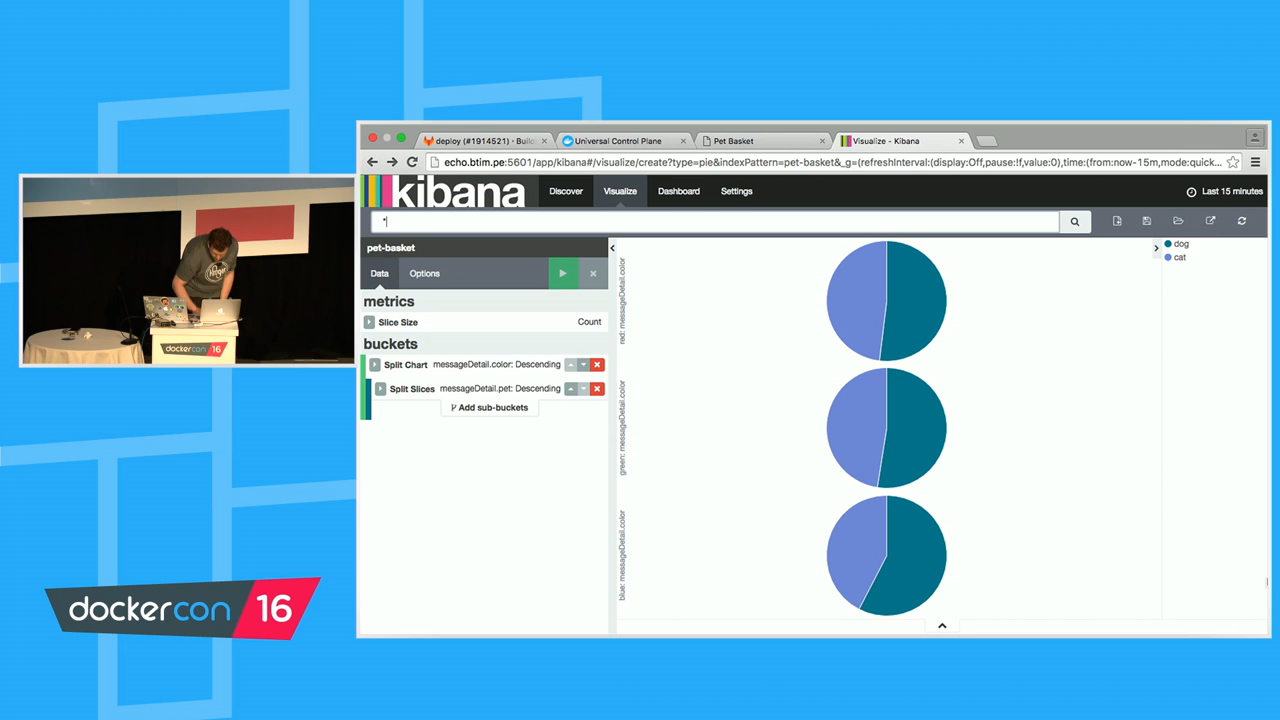 deploy (#1914521) · Build
Universal Control Plane
Pet Basket
Visualize - Kibana
echo.btim.pe:5601/app/kibana#/visualize/create?type=pie&indexPattern=pet-basket&_g=(refreshInterval:(display:Off,pause:!f,value:0),time:(from:now-15m,mode:quick...
kibana
Discover
Visualize
Dashboard
Settings
Last 15 minutes
*
pet-basket
Data
Options
metrics
Slice Size
Count
buckets
Split Chart messageDetail.color: Descending
Split Slices messageDetail.pet: Descending
Add sub-buckets
red: messageDetail.color
green: messageDetail.color
blue: messageDetail.color
dog
cat
Kroger
dockercon 16
dockercon 16